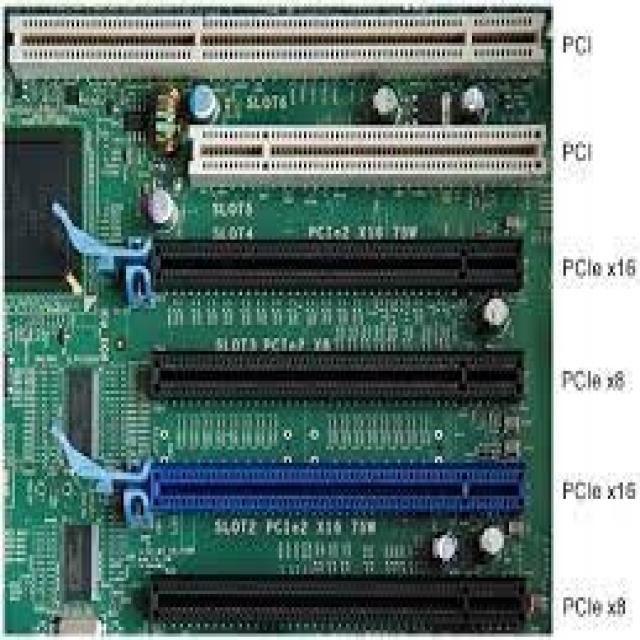 PCI
SLOT6
PCI
SLOT5
SLOT4 PCIe2 X16 75W
PCIe x16
SLOT3 PCIe2 X8
PCIe x8
PCIe x16
SLOT2 PCIe2 X16 75W
PCIe x8